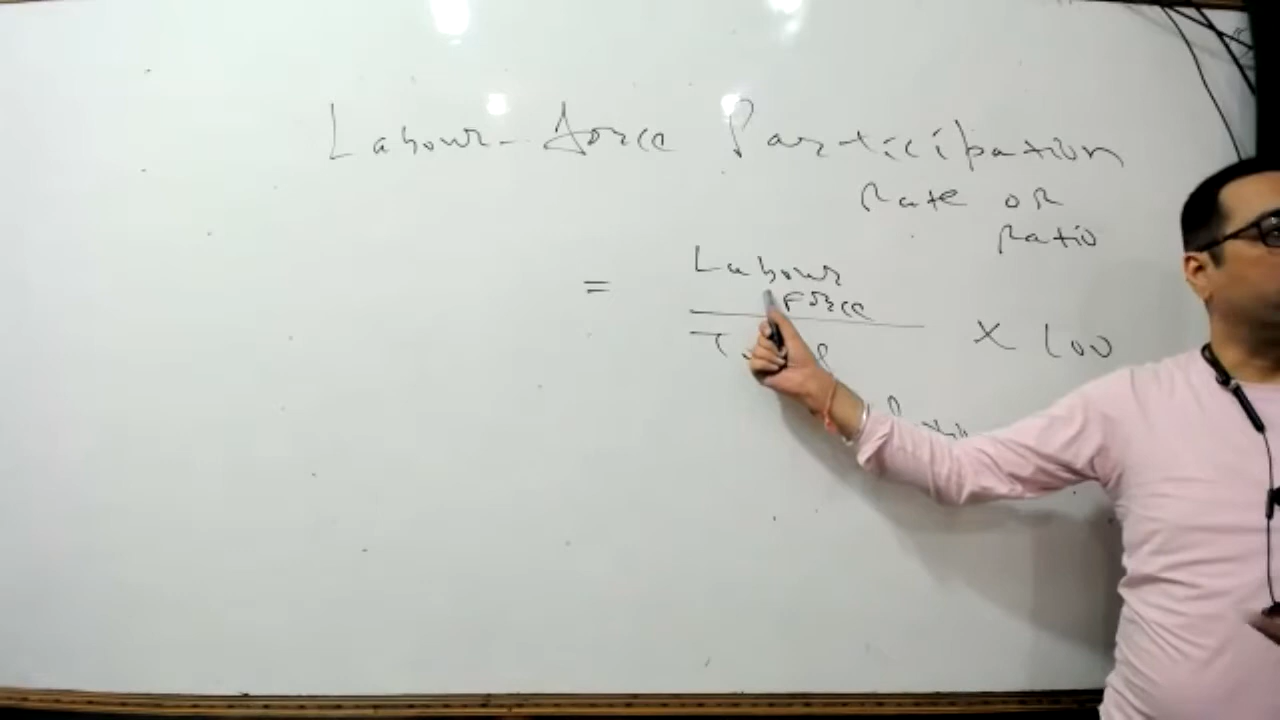 Labour-force Participation
Rate or
Ratio
= Labour
Force
× 100